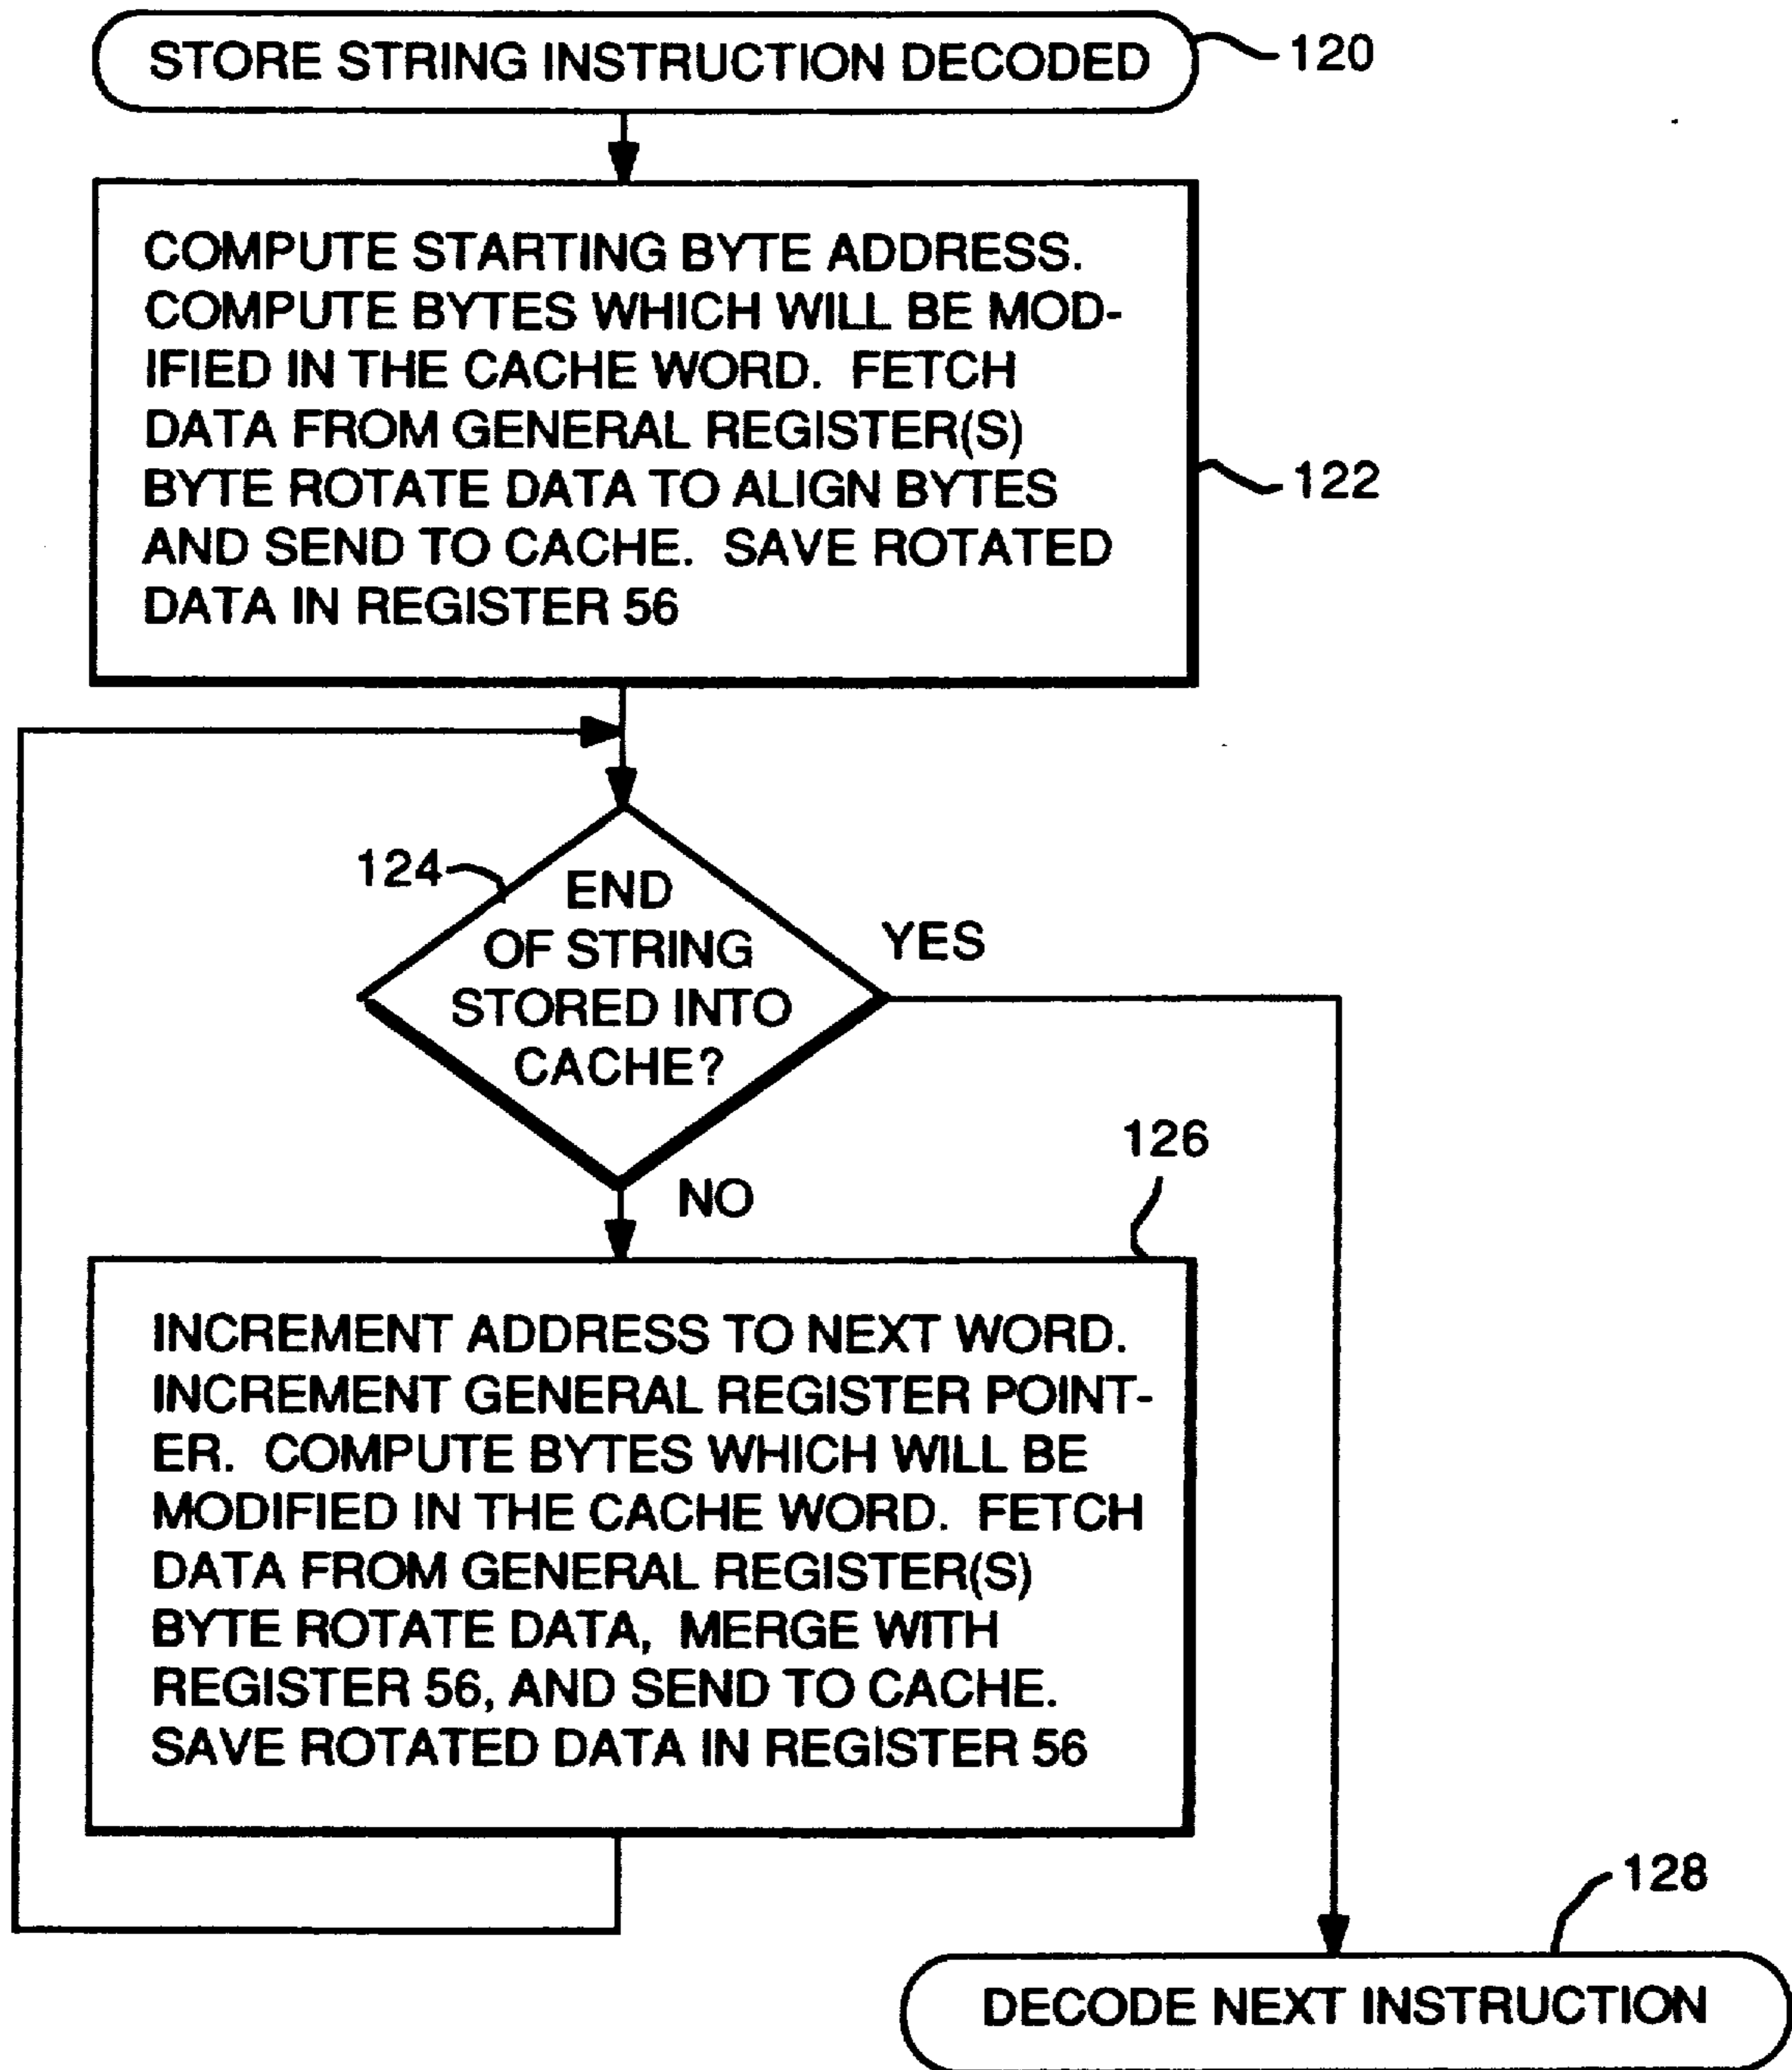 STORE STRING INSTRUCTION DECODED
120
COMPUTE STARTING BYTE ADDRESS.
COMPUTE BYTES WHICH WILL BE MOD-
IFIED IN THE CACHE WORD. FETCH
DATA FROM GENERAL REGISTER(S)
BYTE ROTATE DATA TO ALIGN BYTES
AND SEND TO CACHE. SAVE ROTATED
DATA IN REGISTER 56
122
124
END
OF STRING
STORED INTO
CACHE?
YES
NO
126
INCREMENT ADDRESS TO NEXT WORD.
INCREMENT GENERAL REGISTER POINT-
ER. COMPUTE BYTES WHICH WILL BE
MODIFIED IN THE CACHE WORD. FETCH
DATA FROM GENERAL REGISTER(S)
BYTE ROTATE DATA, MERGE WITH
REGISTER 56, AND SEND TO CACHE.
SAVE ROTATED DATA IN REGISTER 56
128
DECODE NEXT INSTRUCTION